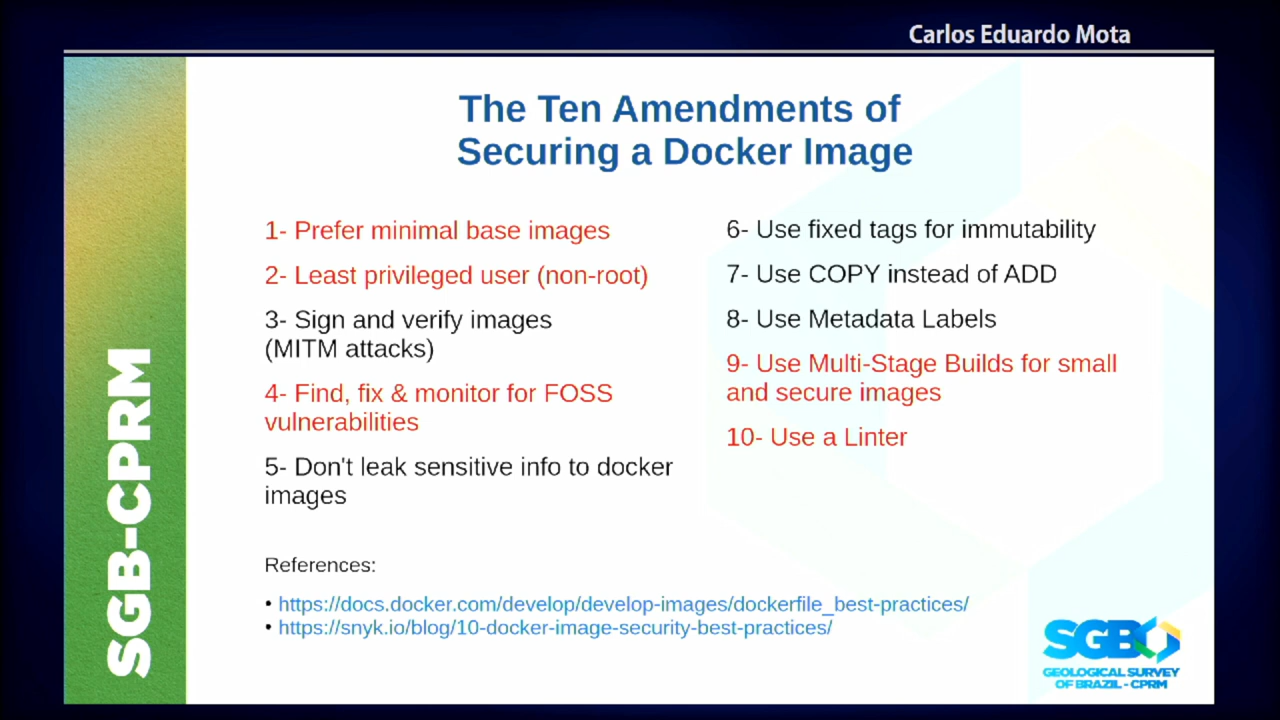 Carlos Eduardo Mota
SGB-CPRM
The Ten Amendments of
Securing a Docker Image
1- Prefer minimal base images
2- Least privileged user (non-root)
3- Sign and verify images
(MITM attacks)
4- Find, fix & monitor for FOSS
vulnerabilities
5- Don't leak sensitive info to docker
images
6- Use fixed tags for immutability
7- Use COPY instead of ADD
8- Use Metadata Labels
9- Use Multi-Stage Builds for small
and secure images
10- Use a Linter
References:
• https://docs.docker.com/develop/develop-images/dockerfile_best-practices/
• https://snyk.io/blog/10-docker-image-security-best-practices/
SGB
GEOLOGICAL SURVEY
OF BRAZIL - CPRM